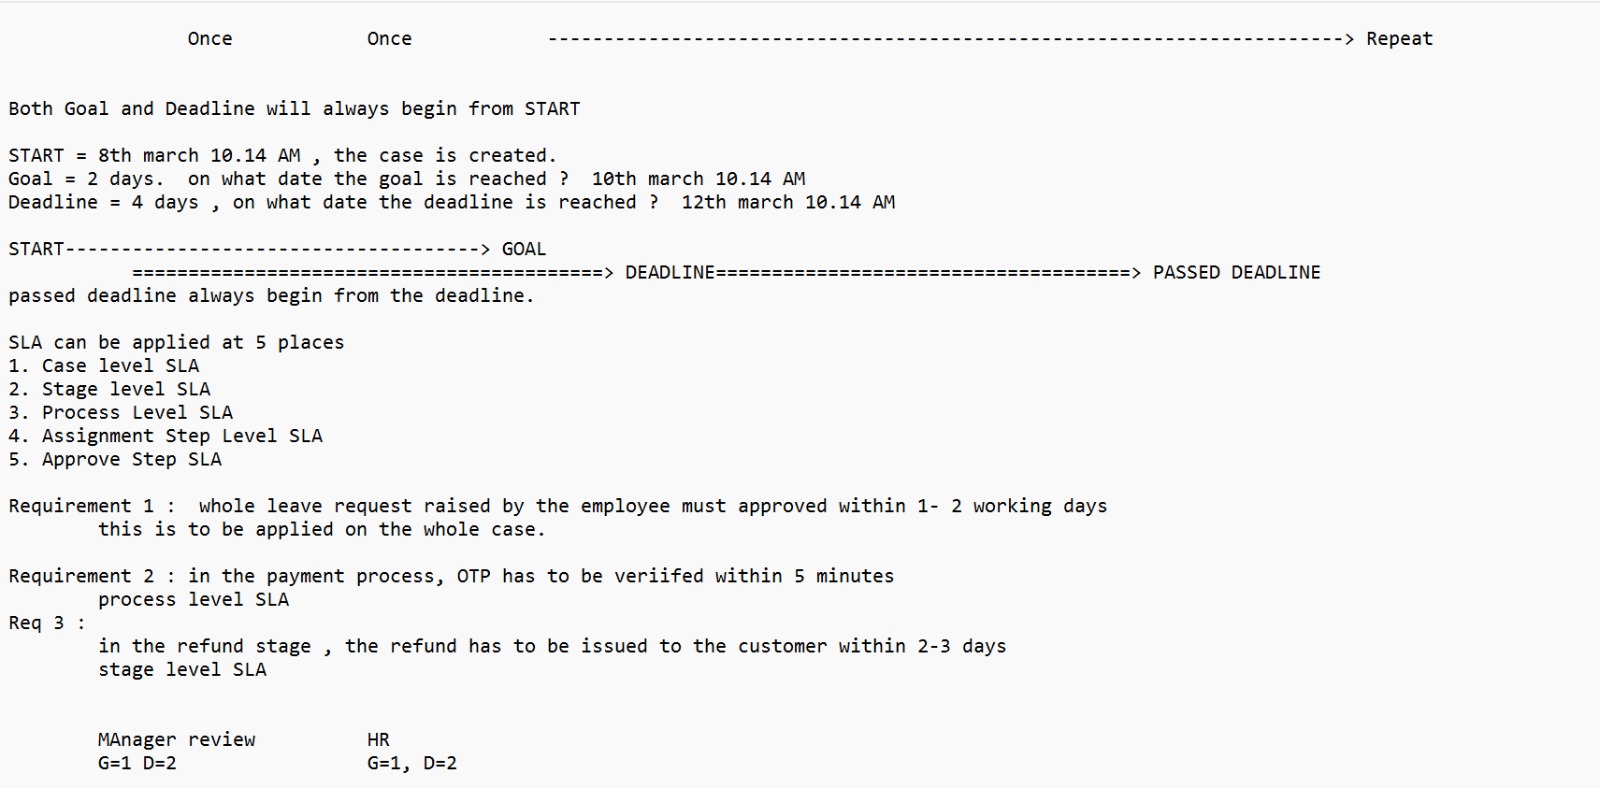 Once Once --------------------------------------------------------------------------> Repeat
Both Goal and Deadline will always begin from START
START = 8th march 10.14 AM , the case is created.
Goal = 2 days.  on what date the goal is reached ?  10th march 10.14 AM
Deadline = 4 days , on what date the deadline is reached ?  12th march 10.14 AM
START-------------------------------------> GOAL
==========================================> DEADLINE=====================================> PASSED DEADLINE
passed deadline always begin from the deadline.
SLA can be applied at 5 places
1. Case level SLA
2. Stage level SLA
3. Process Level SLA
4. Assignment Step Level SLA
5. Approve Step SLA
Requirement 1 :  whole leave request raised by the employee must approved within 1- 2 working days
this is to be applied on the whole case.
Requirement 2 : in the payment process, OTP has to be veriifed within 5 minutes
process level SLA
Req 3 :
in the refund stage , the refund has to be issued to the customer within 2-3 days
stage level SLA
MAnager review HR
G=1 D=2 G=1, D=2